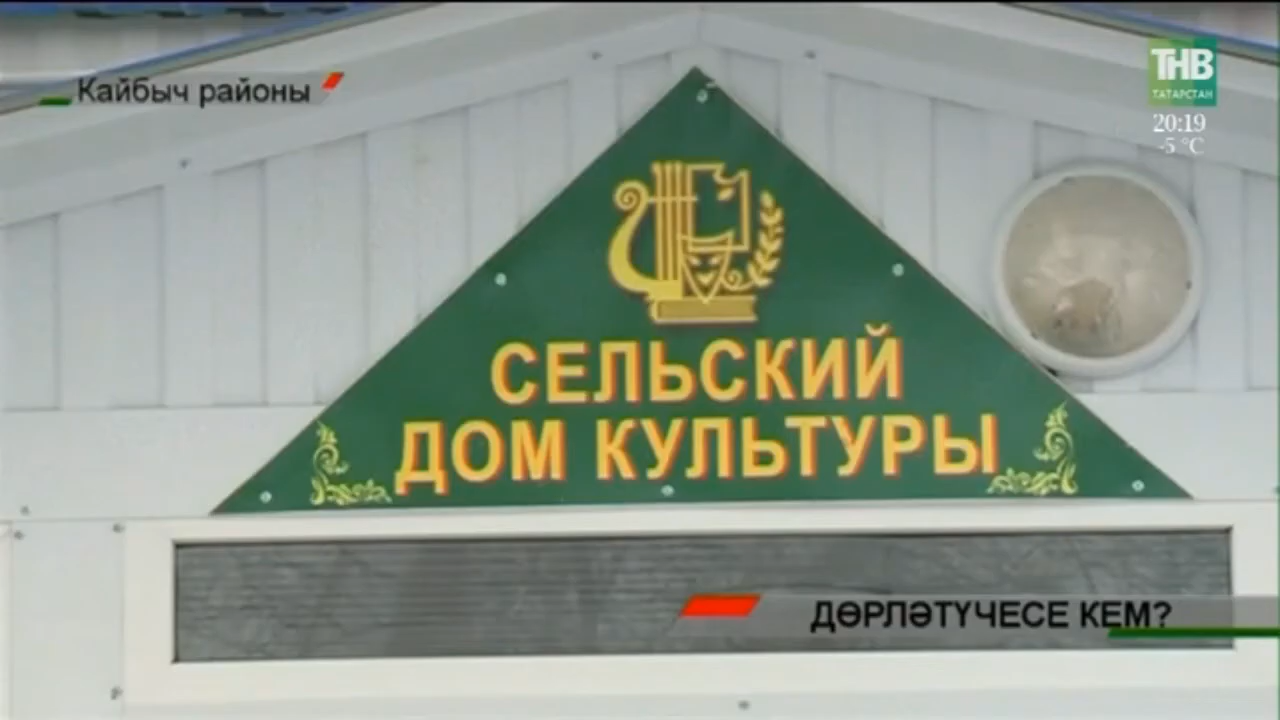 Кайбыч районы
ТНВ
ТАТАРСТАН
20:19
-5 °C
СЕЛЬСКИЙ
ДОМ КУЛЬТУРЫ
ДӨРЛӘТҮЧЕСЕ КЕМ?